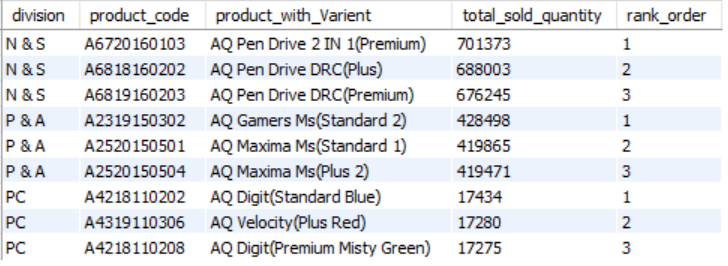 division product_code product_with_Varient total_sold_quantity rank_order
N & S A6720160103 AQ Pen Drive 2 IN 1(Premium) 701373 1
N & S A6818160202 AQ Pen Drive DRC(Plus) 688003 2
N & S A6819160203 AQ Pen Drive DRC(Premium) 676245 3
P & A A2319150302 AQ Gamers Ms(Standard 2) 428498 1
P & A A2520150501 AQ Maxima Ms(Standard 1) 419865 2
P & A A2520150504 AQ Maxima Ms(Plus 2) 419471 3
PC A4218110202 AQ Digit(Standard Blue) 17434 1
PC A4319110306 AQ Velocity(Plus Red) 17280 2
PC A4218110208 AQ Digit(Premium Misty Green) 17275 3